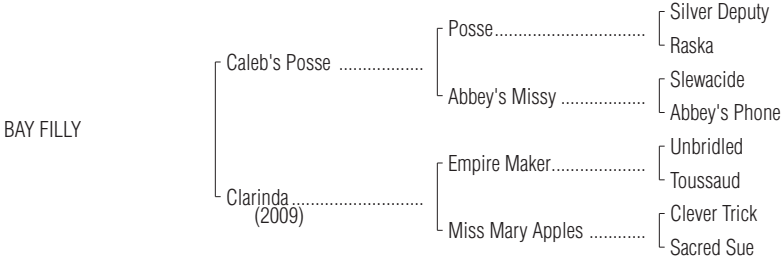 Silver Deputy
Posse..............................
Raska
Caleb's Posse .................
Slewacide
Abbey's Missy .................
Abbey's Phone
BAY FILLY
Unbridled
Empire Maker...................
Toussaud
Clarinda..........................
(2009)
Clever Trick
Miss Mary Apples ............
Sacred Sue